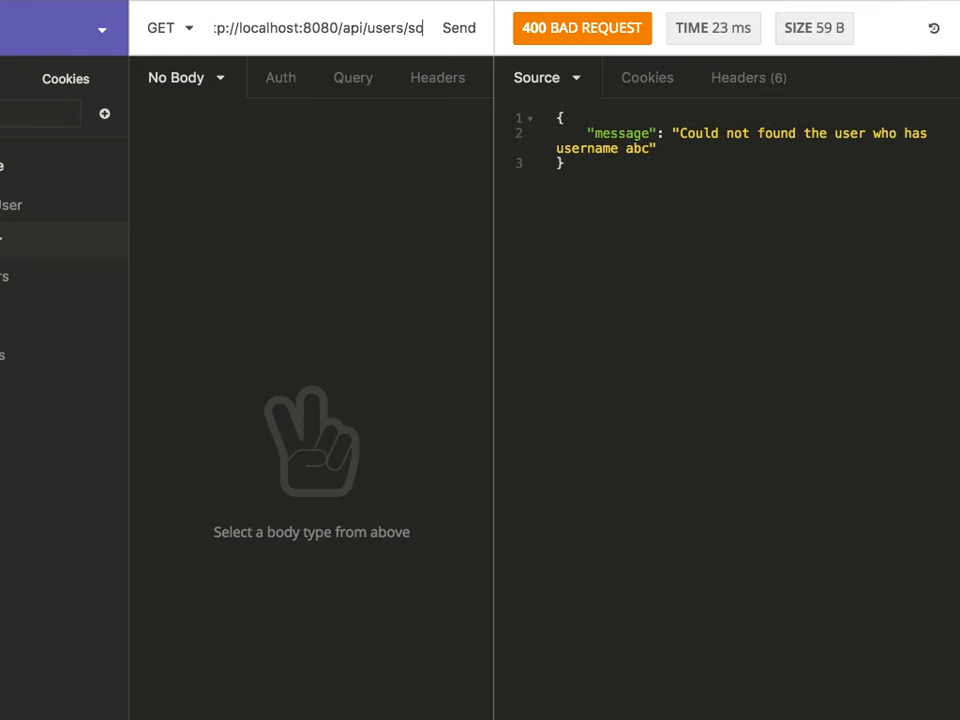 GET
tp://localhost:8080/api/users/sq
Send
400 BAD REQUEST
TIME 23 ms
SIZE 59 B
Cookies
No Body
Auth
Query
Headers
Source
Cookies
Headers (6)
1 {
2 "message": "Could not found the user who has
username abc"
3 }
Select a body type from above